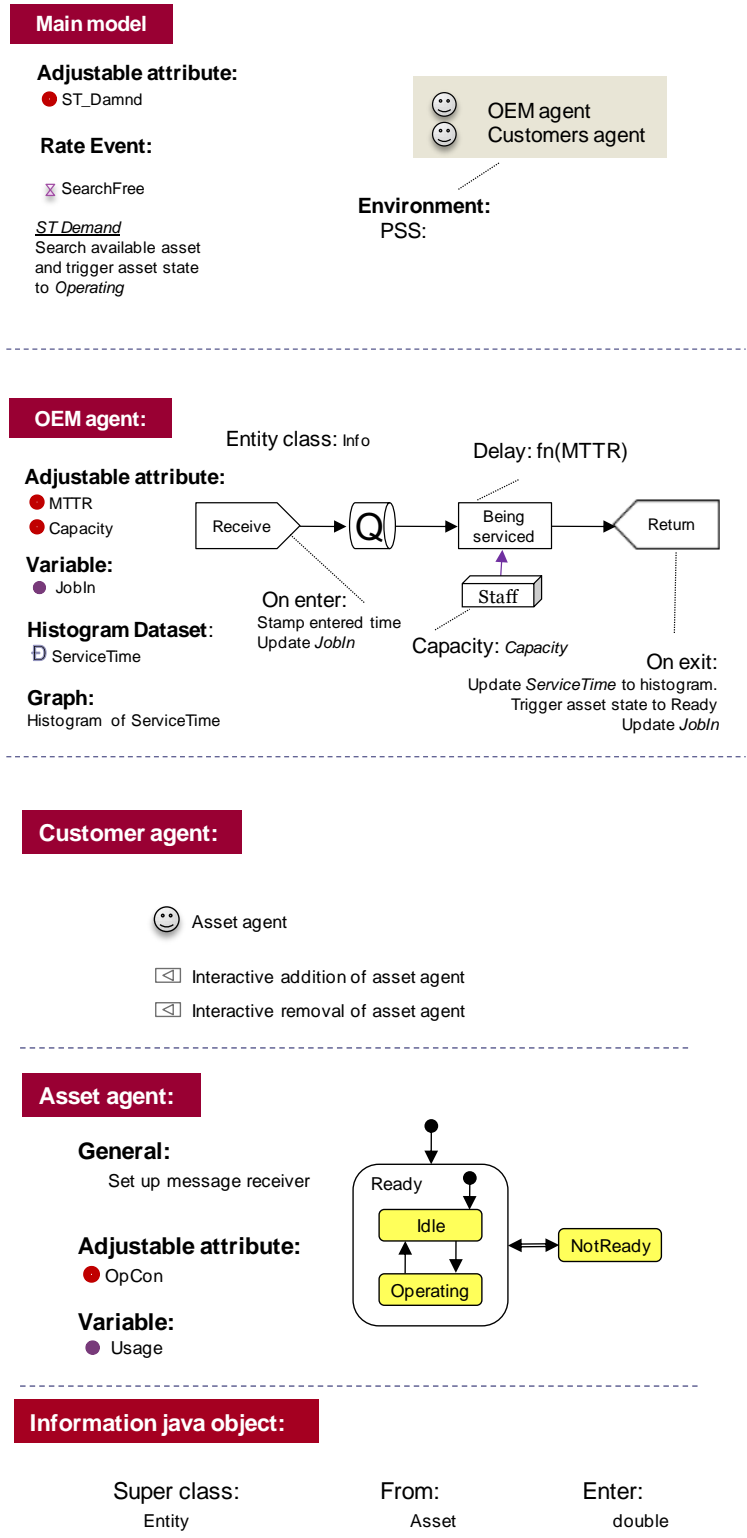 Main model
Adjustable attribute:
ST_Damnd
Rate Event:
SearchFree
ST Demand
Search available asset
and trigger asset state
to Operating
OEM agent
Customers agent
Environment:
PSS:
OEM agent:
Entity class: Info
Delay: fn(MTTR)
Adjustable attribute:
MTTR
Capacity
Variable:
JobIn
Histogram Dataset:
ServiceTime
Graph:
Histogram of ServiceTime
Receive
Q
Being
serviced
Return
Staff
On enter:
Stamp entered time
Update JobIn
Capacity: Capacity
On exit:
Update ServiceTime to histogram.
Trigger asset state to Ready
Update JobIn
Customer agent:
Asset agent
Interactive addition of asset agent
Interactive removal of asset agent
Asset agent:
General:
Set up message receiver
Adjustable attribute:
OpCon
Variable:
Usage
Ready
Idle
Operating
NotReady
Information java object:
Super class:
Entity
From:
Asset
Enter:
double